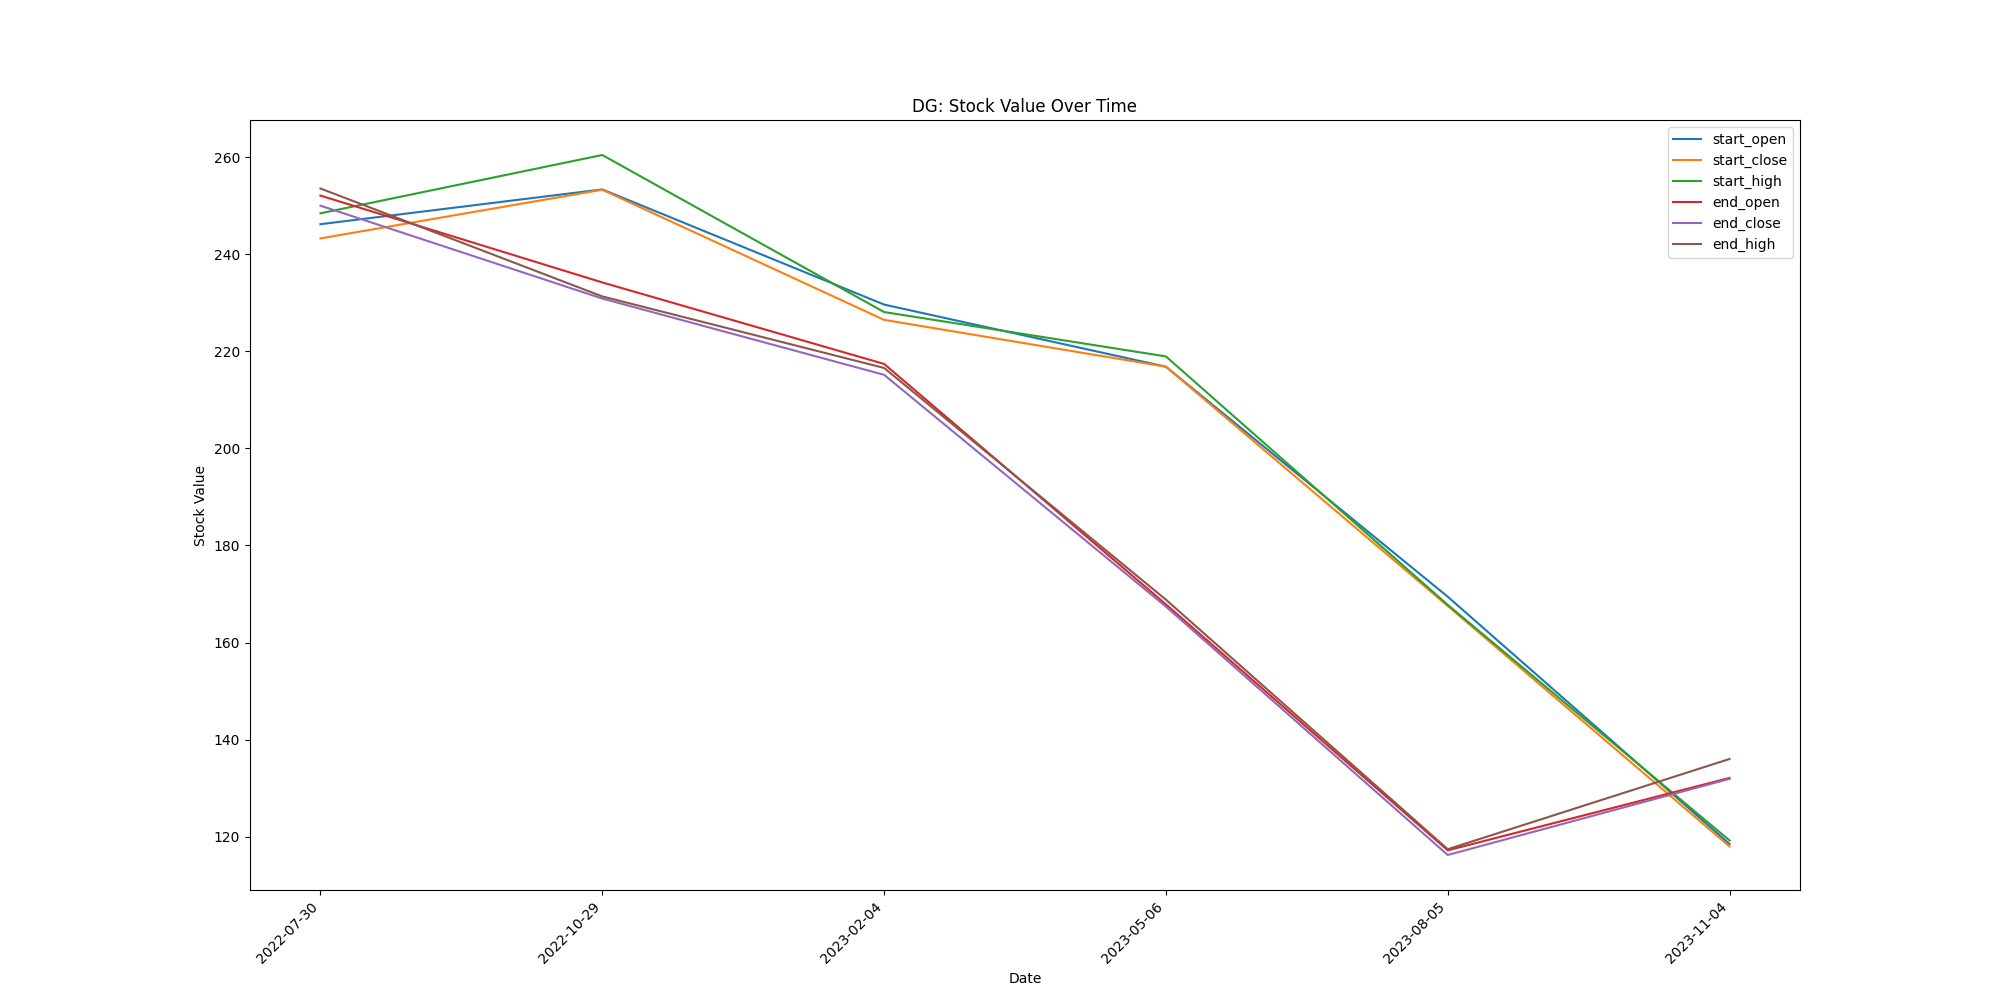 DG: Stock Value Over Time
start_open
start_close
start_high
end_open
end_close
end_high
260
240
220
200
180
160
140
120
Stock Value
2022-07-30
2022-10-29
2023-02-04
2023-05-06
2023-08-05
2023-11-04
Date